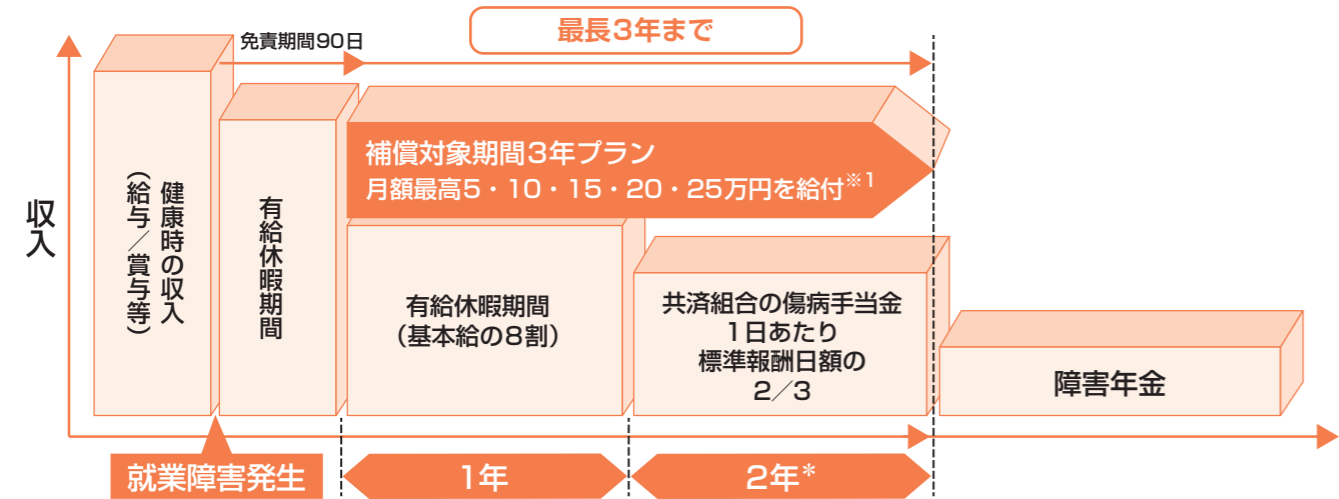 最長3年まで
免責期間90日
収入
健康時の収入
(給与/賞与等)
有給休暇期間
補償対象期間3年プラン
月額最高5・10・15・20・25万円を給付※1
有給休暇期間
(基本給の8割)
共済組合の傷病手当金
1日あたり
標準報酬日額の
2/3
障害年金
就業障害発生
1年
2年*